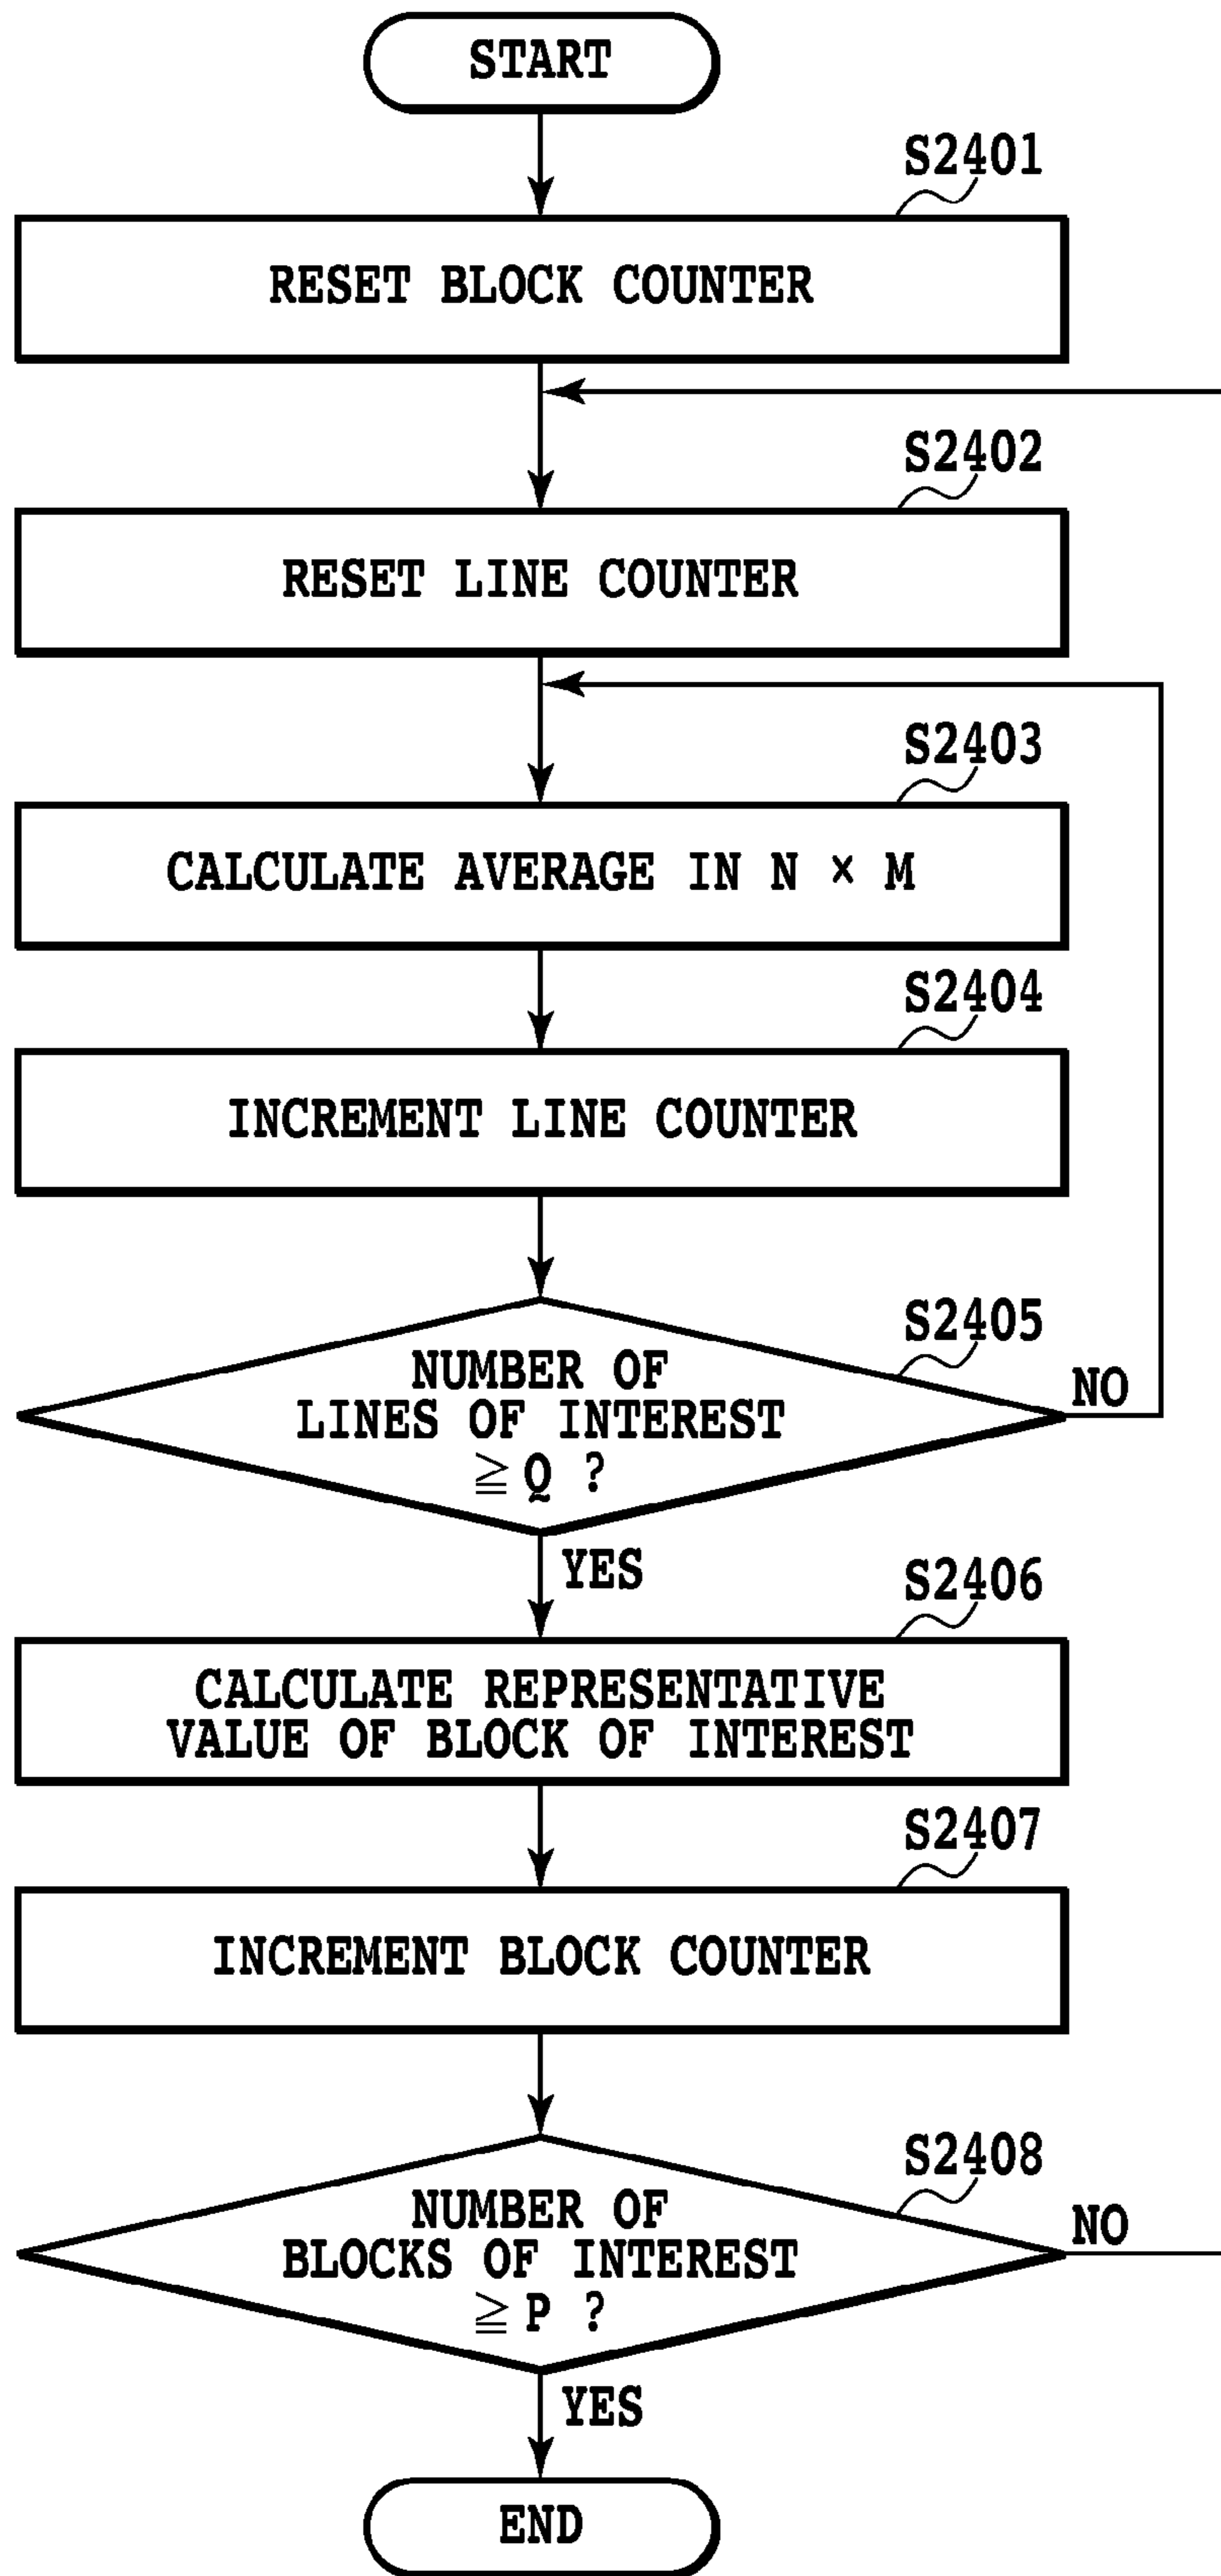 START
S2401
RESET BLOCK COUNTER
S2402
RESET LINE COUNTER
S2403
CALCULATE AVERAGE IN N × M
S2404
INCREMENT LINE COUNTER
S2405
NUMBER OF
LINES OF INTEREST
≧ Q ?
NO
YES
S2406
CALCULATE REPRESENTATIVE
VALUE OF BLOCK OF INTEREST
S2407
INCREMENT BLOCK COUNTER
S2408
NUMBER OF
BLOCKS OF INTEREST
≧ P ?
NO
YES
END